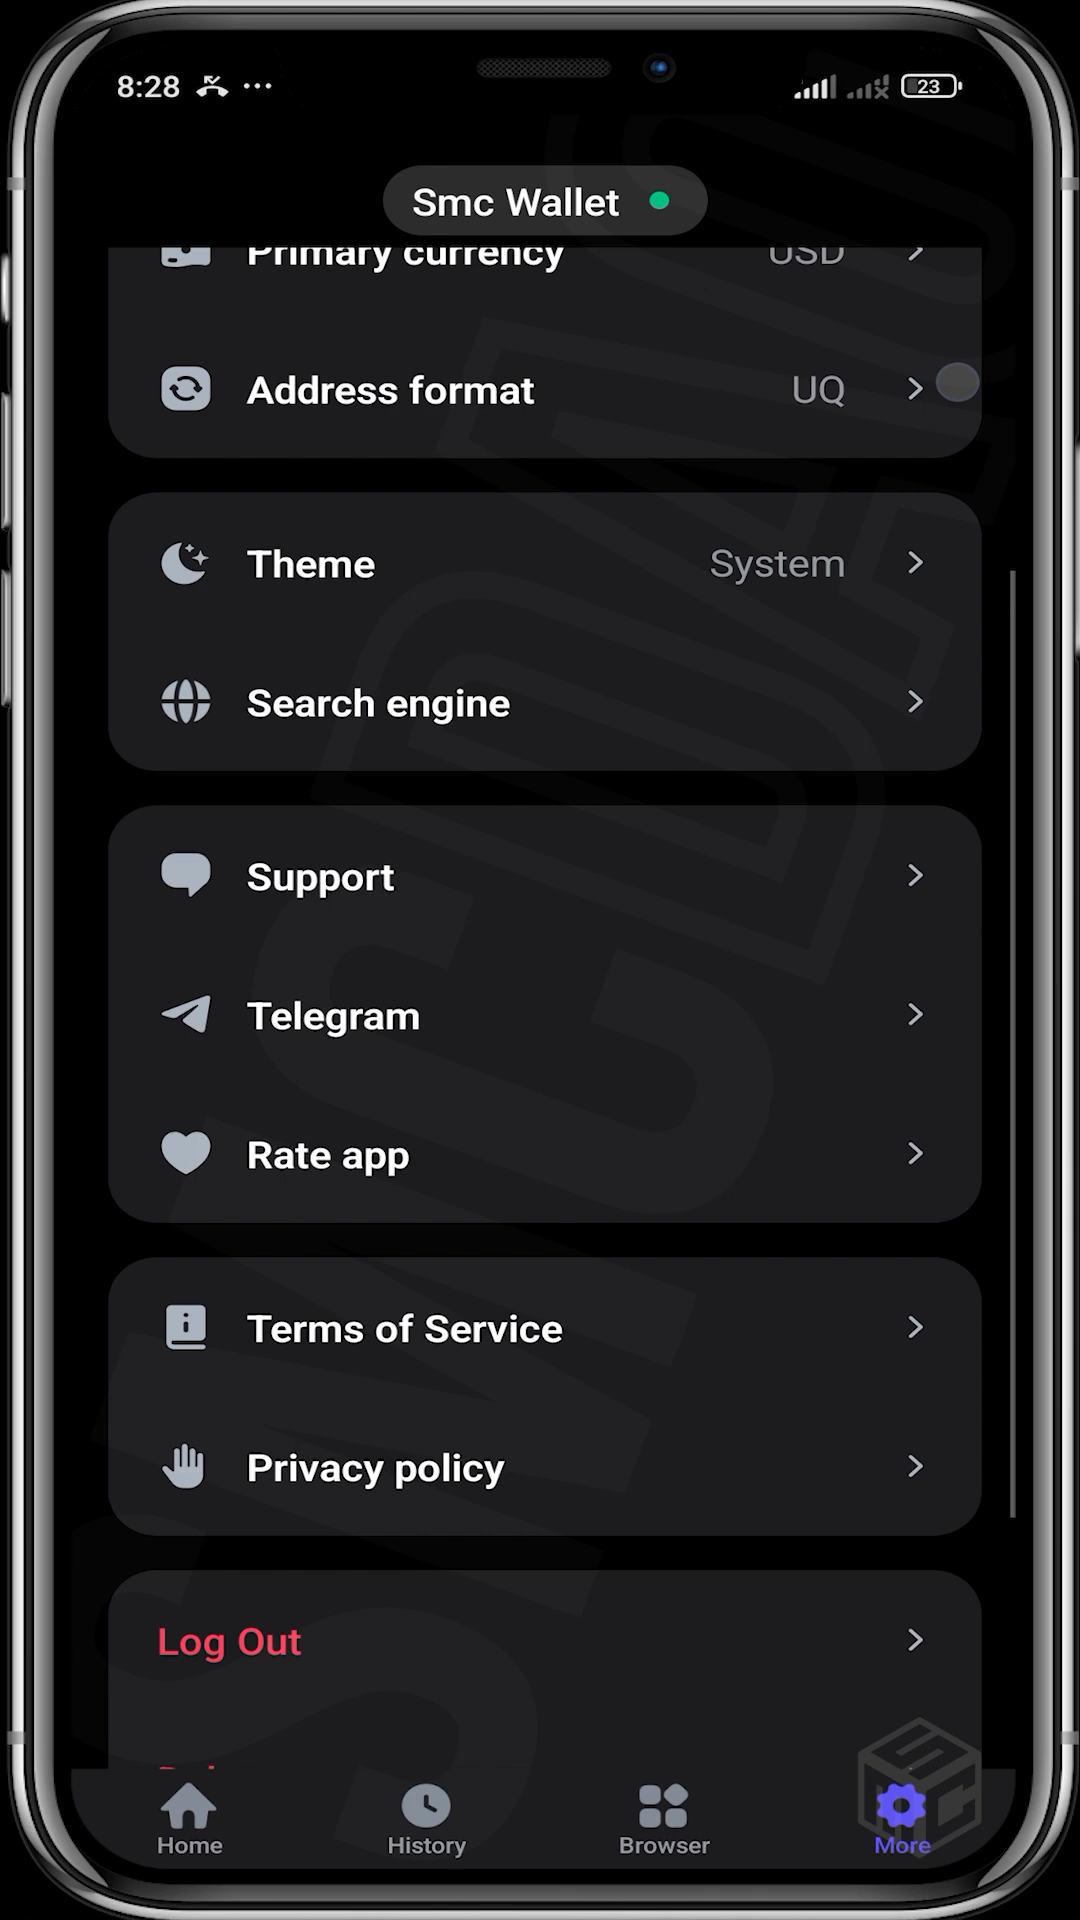 8:28 ... 23
Smc Wallet
Primary currency USD
Address format UQ
Theme System
Search engine
Support
Telegram
Rate app
Terms of Service
Privacy policy
Log Out
Home History Browser More
SMC